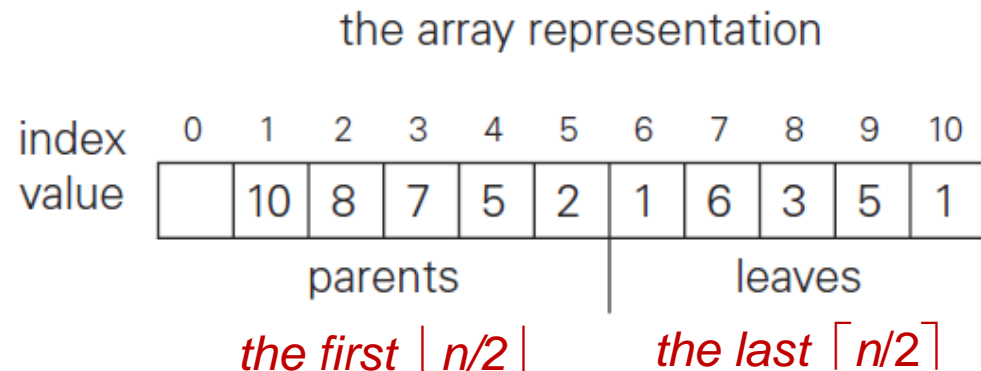 the array representation
index 0 1 2 3 4 5 6 7 8 9 10
value 10 8 7 5 2 1 6 3 5 1
parents leaves
the first ⌊n/2⌋ the last ⌈n/2⌉